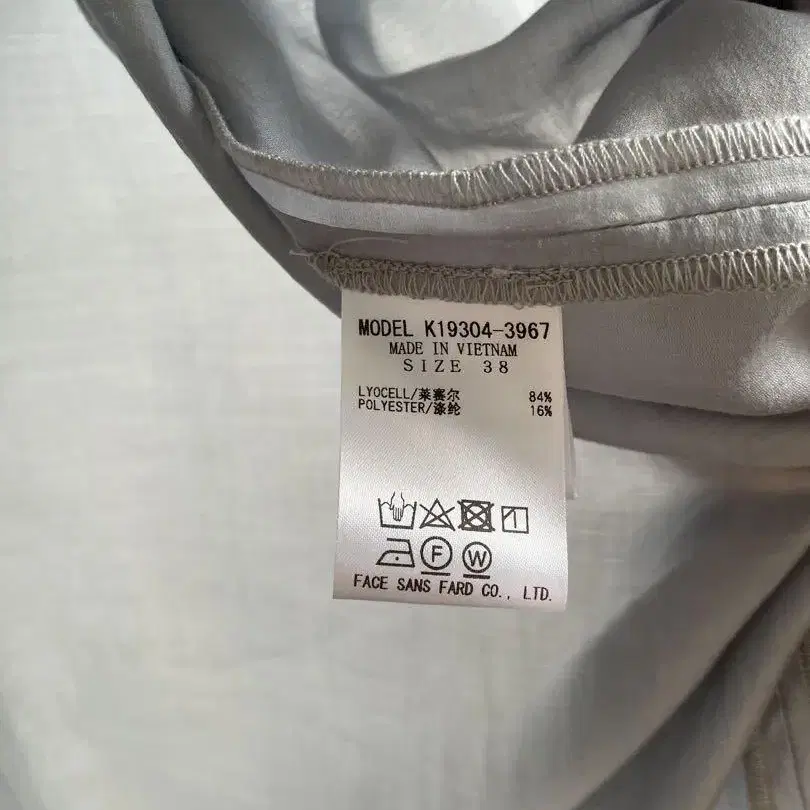 MODEL K19304-3967
MADE IN VIETNAM
SIZE 38
LYOCELL/莱赛尔 84%
POLYESTER/涤纶 16%
F W
FACE SANS FARD CO., LTD.